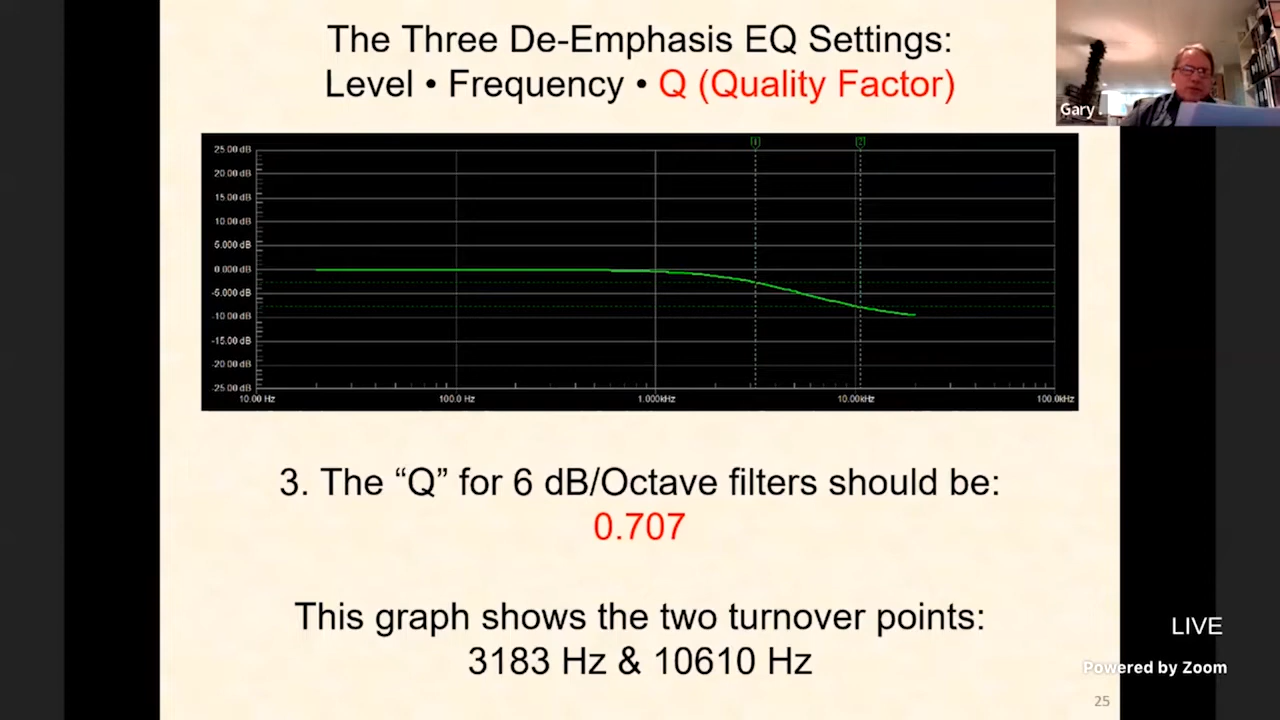 The Three De-Emphasis EQ Settings:
Level • Frequency • Q (Quality Factor)
Gary
1
2
25.00 dB
20.00 dB
15.00 dB
10.00 dB
5.000 dB
0.000 dB
-5.000 dB
-10.00 dB
-15.00 dB
-20.00 dB
-25.00 dB
10.00 Hz
100.0 Hz
1.000kHz
10.00kHz
100.0kHz
3. The “Q” for 6 dB/Octave filters should be:
0.707
This graph shows the two turnover points:
3183 Hz & 10610 Hz
LIVE
Powered by Zoom
25